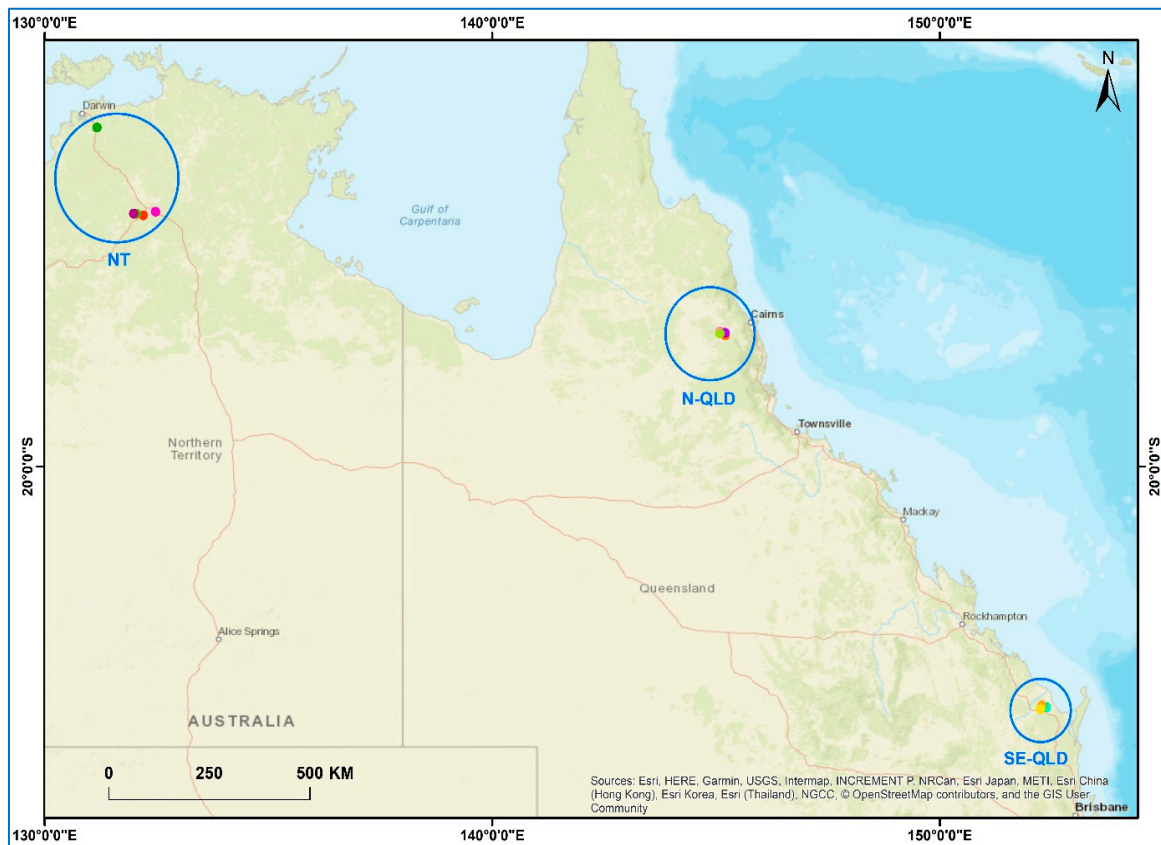 130°0'0"E
140°0'0"E
150°0'0"E
N
Darwin
Gulf of
Carpentaria
NT
Cairns
N-QLD
Townsville
Northern
Territory
20°0'0"S
20°0'0"S
Mackay
Queensland
Rockhampton
Alice Springs
AUSTRALIA
SE-QLD
0 250 500 KM
Sources: Esri, HERE, Garmin, USGS, Intermap, INCREMENT P, NRCan, Esri Japan, METI, Esri China
(Hong Kong), Esri Korea, Esri (Thailand), NGCC, © OpenStreetMap contributors, and the GIS User
Community
Brisbane
130°0'0"E
140°0'0"E
150°0'0"E